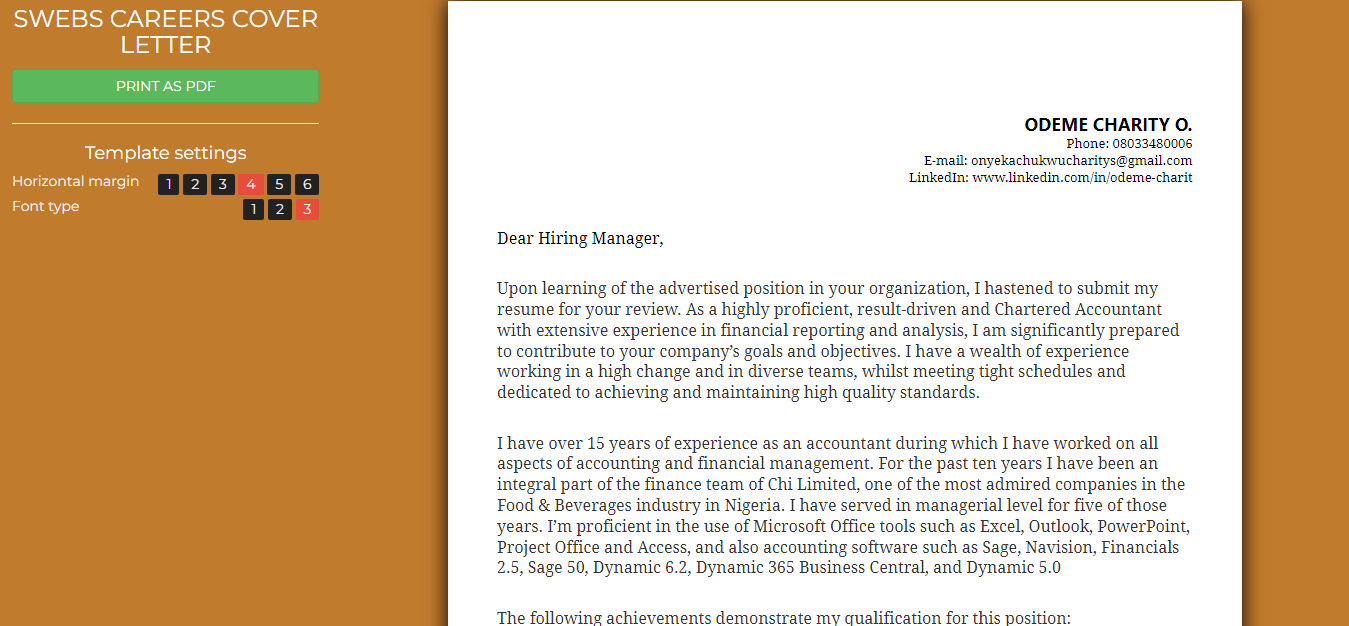 SWEBS CAREERS COVER
LETTER
PRINT AS PDF
Template settings
Horizontal margin 1 2 3 4 5 6
Font type 1 2 3
ODEME CHARITY O.
Phone: 08033480006
E-mail: onyekachukwucharitys@gmail.com
LinkedIn: www.linkedin.com/in/odeme-charit
Dear Hiring Manager,
Upon learning of the advertised position in your organization, I hastened to submit my
resume for your review. As a highly proficient, result-driven and Chartered Accountant
with extensive experience in financial reporting and analysis, I am significantly prepared
to contribute to your company’s goals and objectives. I have a wealth of experience
working in a high change and in diverse teams, whilst meeting tight schedules and
dedicated to achieving and maintaining high quality standards.
I have over 15 years of experience as an accountant during which I have worked on all
aspects of accounting and financial management. For the past ten years I have been an
integral part of the finance team of Chi Limited, one of the most admired companies in the
Food & Beverages industry in Nigeria. I have served in managerial level for five of those
years. I’m proficient in the use of Microsoft Office tools such as Excel, Outlook, PowerPoint,
Project Office and Access, and also accounting software such as Sage, Navision, Financials
2.5, Sage 50, Dynamic 6.2, Dynamic 365 Business Central, and Dynamic 5.0
The following achievements demonstrate my qualification for this position: